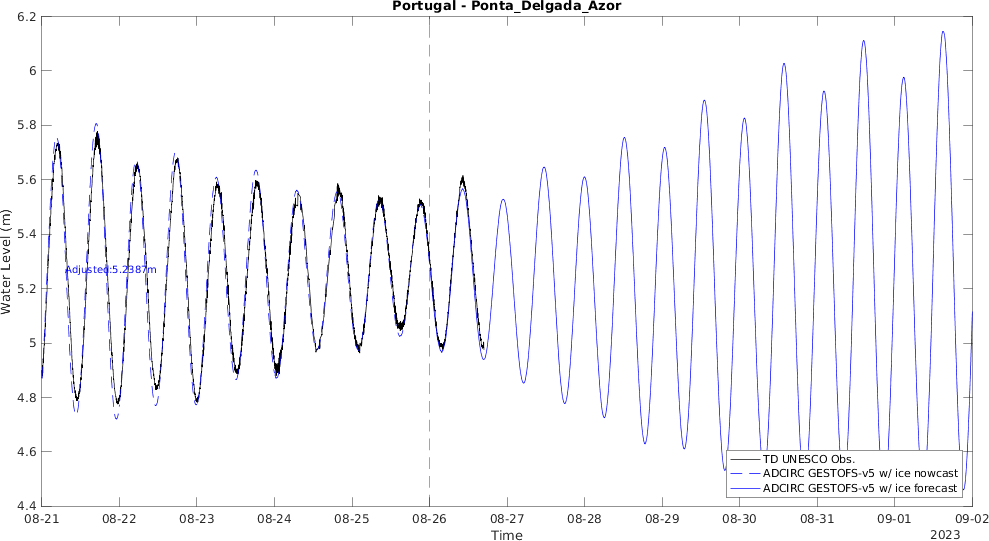 Portugal - Ponta_Delgada_Azor
6.2
6
5.8
5.6
5.4
5.2
5
4.8
4.6
4.4
Water Level (m)
Adjusted:5.2387m
TD UNESCO Obs.
ADCIRC GESTOFS-v5 w/ ice nowcast
ADCIRC GESTOFS-v5 w/ ice forecast
08-21 08-22 08-23 08-24 08-25 08-26 08-27 08-28 08-29 08-30 08-31 09-01 09-02
Time
2023